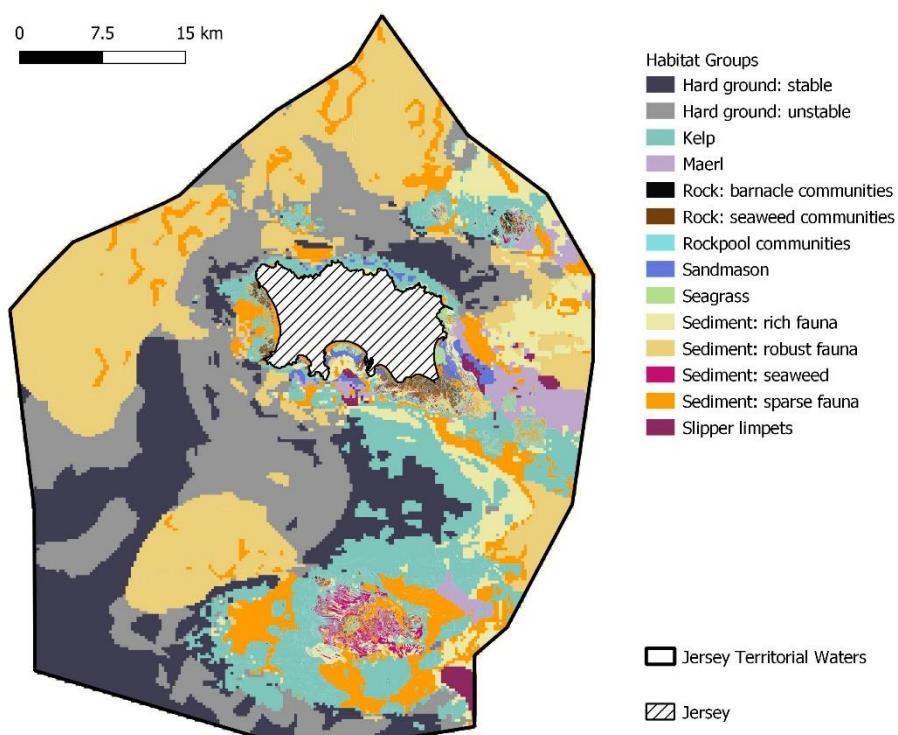 0 7.5 15 km
Habitat Groups
Hard ground: stable
Hard ground: unstable
Kelp
Maerl
Rock: barnacle communities
Rock: seaweed communities
Rockpool communities
Sandmason
Seagrass
Sediment: rich fauna
Sediment: robust fauna
Sediment: seaweed
Sediment: sparse fauna
Slipper limpets
Jersey Territorial Waters
Jersey